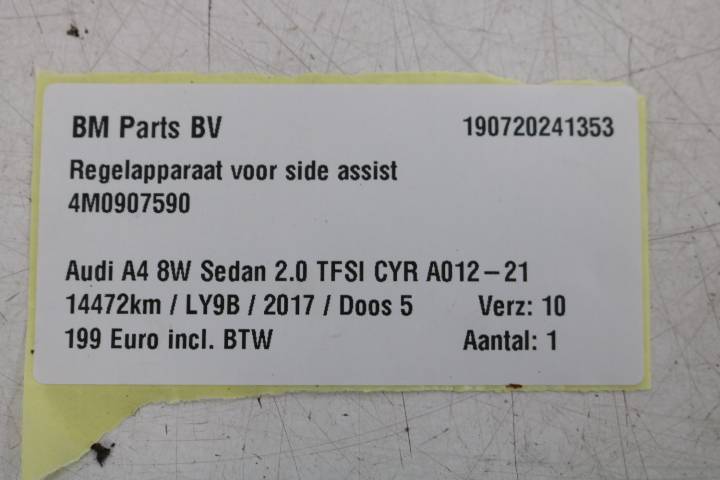 BM Parts BV 190720241353
Regelapparaat voor side assist
4M0907590
Audi A4 8W Sedan 2.0 TFSI CYR A012-21
14472km / LY9B / 2017 / Doos 5 Verz: 10
199 Euro incl. BTW Aantal: 1